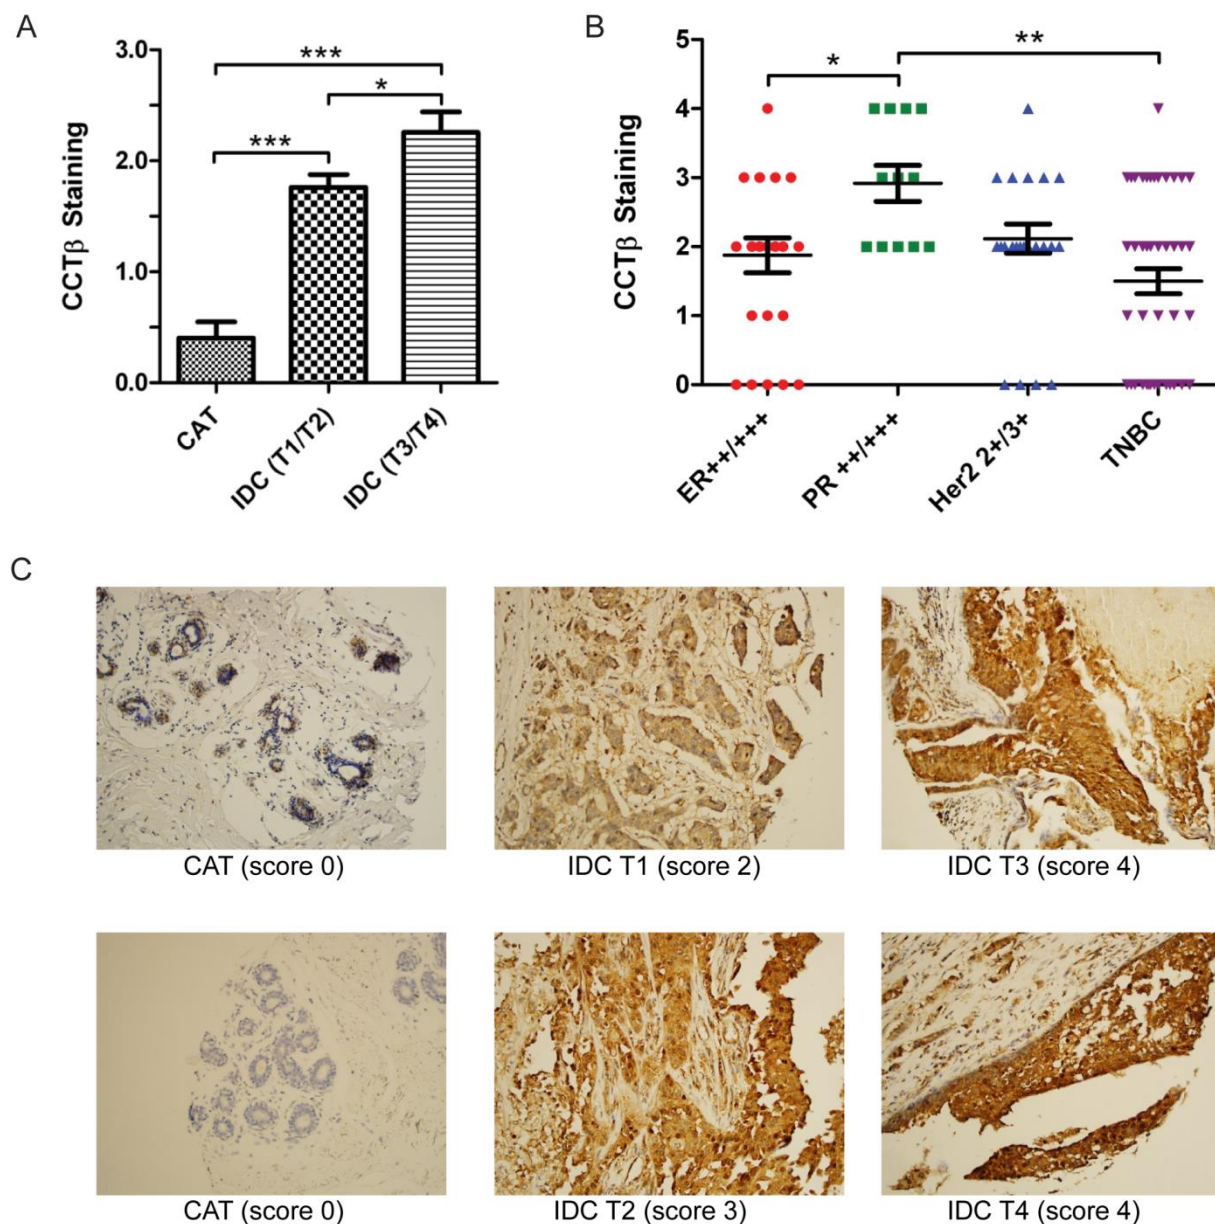 A
3.0
2.0
1.0
0.0
CCTβ Staining
***
*
***
CAT
IDC (T1/T2)
IDC (T3/T4)
B
5
4
3
2
1
0
CCTβ Staining
*
**
ER++/+++
PR ++/+++
Her2 2+/3+
TNBC
C
CAT (score 0)
IDC T1 (score 2)
IDC T3 (score 4)
CAT (score 0)
IDC T2 (score 3)
IDC T4 (score 4)